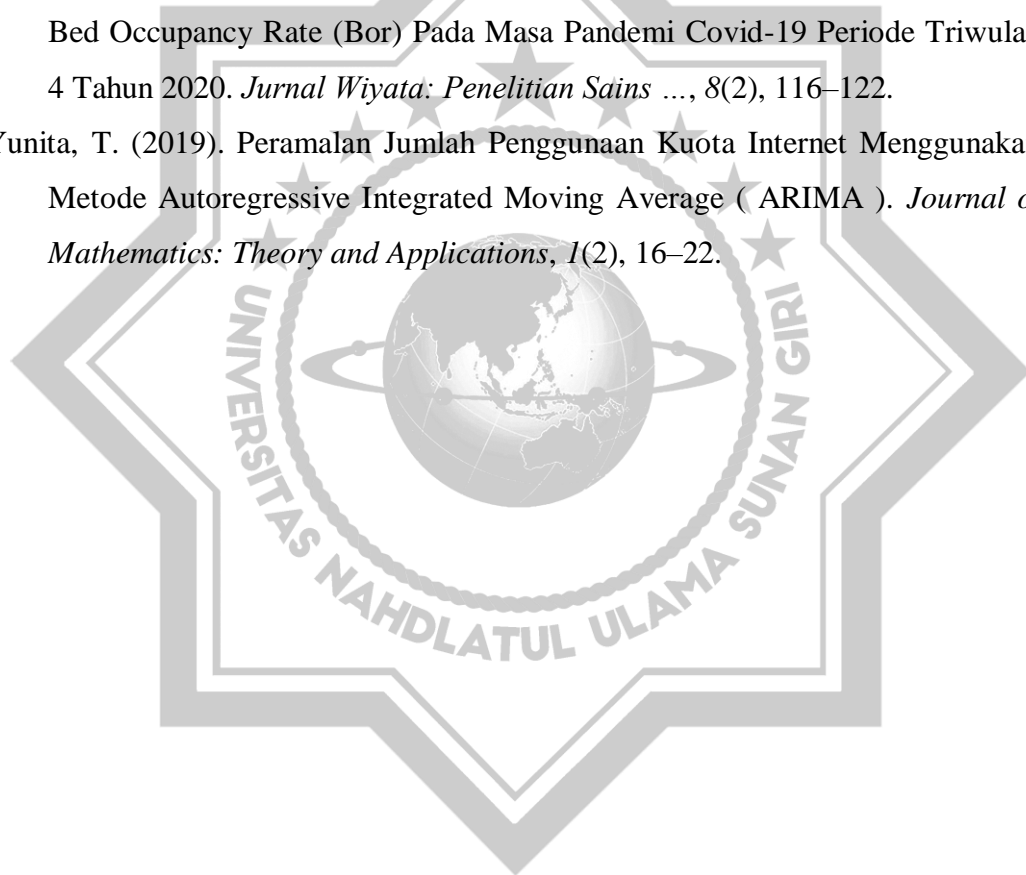 Bed Occupancy Rate (Bor) Pada Masa Pandemi Covid-19 Periode Triwula
4 Tahun 2020. Jurnal Wiyata: Penelitian Sains …, 8(2), 116–122.
Yunita, T. (2019). Peramalan Jumlah Penggunaan Kuota Internet Menggunaka
Metode Autoregressive Integrated Moving Average ( ARIMA ). Journal o
Mathematics: Theory and Applications, 1(2), 16–22.
UNIVERSITAS NAHDLATUL ULAMA SUNAN GIRI